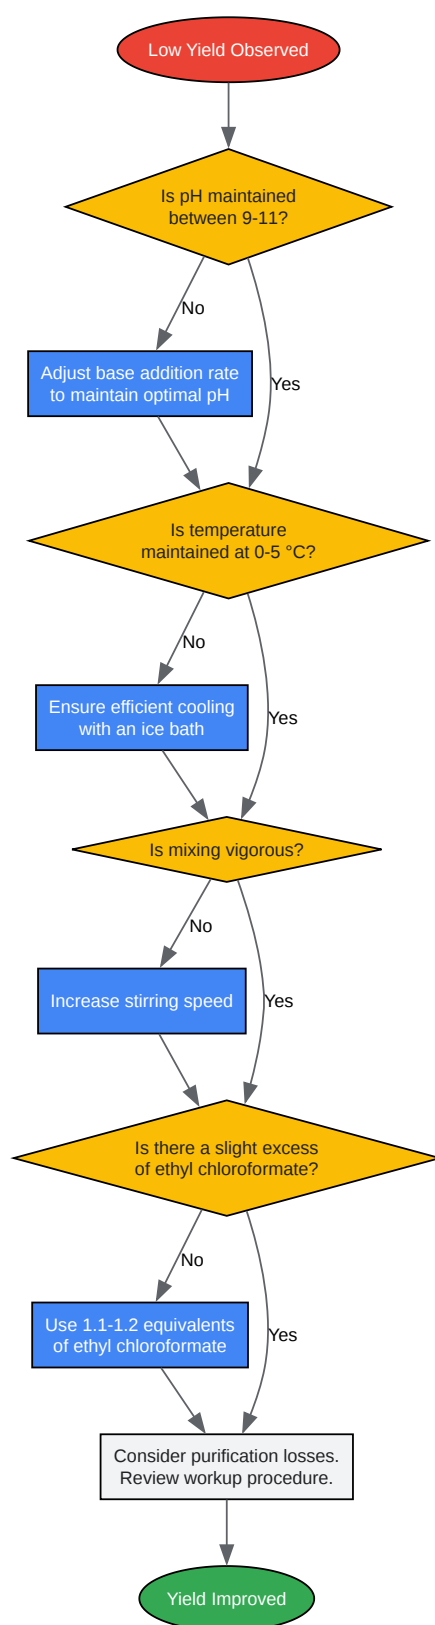 Low Yield Observed
Is pH maintained
between 9-11?
No
Adjust base addition rate
to maintain optimal pH
Yes
Is temperature
maintained at 0-5 °C?
No
Ensure efficient cooling
with an ice bath
Yes
Is mixing vigorous?
No
Increase stirring speed
Yes
Is there a slight excess
of ethyl chloroformate?
No
Use 1.1-1.2 equivalents
of ethyl chloroformate
Yes
Consider purification losses.
Review workup procedure.
Yield Improved